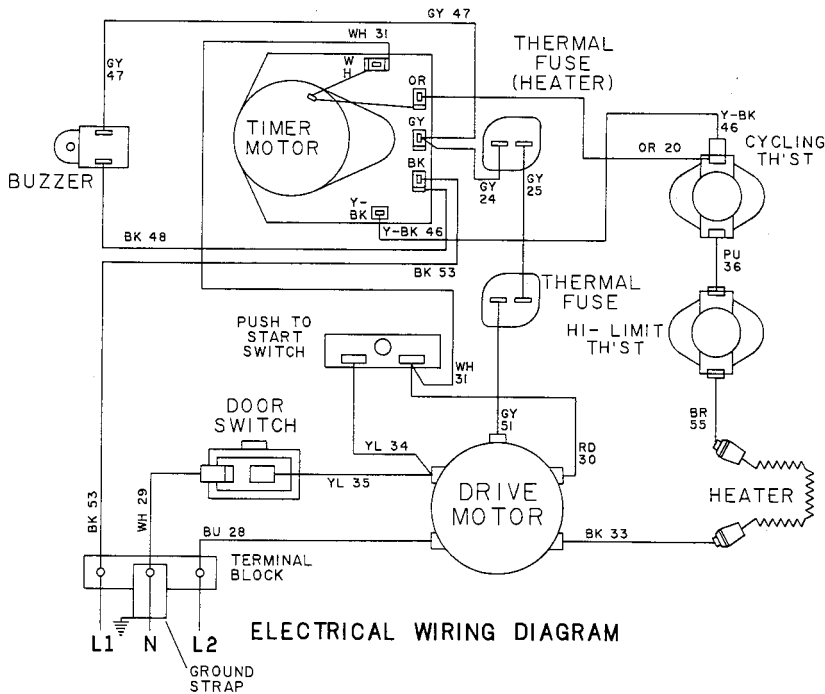 GY 47
WH 31
THERMAL
FUSE
(HEATER)
GY
47
W
H
OR
Y-BK
46
TIMER
MOTOR
GY
OR 20
CYCLING
TH'ST
BUZZER
BK
GY
24
GY
25
Y-
BK
BK 48
Y-BK 46
BK 53
PU
36
THERMAL
FUSE
PUSH TO
START
SWITCH
HI- LIMIT
TH'ST
WH
31
DOOR
SWITCH
GY
51
BR
55
YL 34
RD
30
YL 35
DRIVE
MOTOR
HEATER
BK 53
WH 29
BU 28
BK 33
TERMINAL
BLOCK
L1 N L2
ELECTRICAL WIRING DIAGRAM
GROUND
STRAP